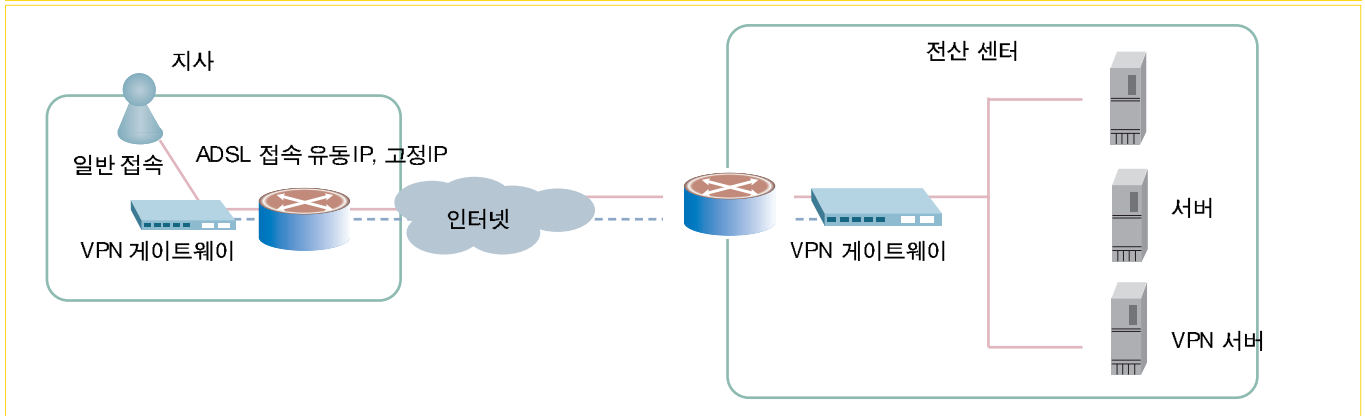 지사
전산 센터
일반 접속
ADSL 접속 유동IP, 고정IP
인터넷
서버
VPN 게이트웨이
VPN 게이트웨이
VPN 서버